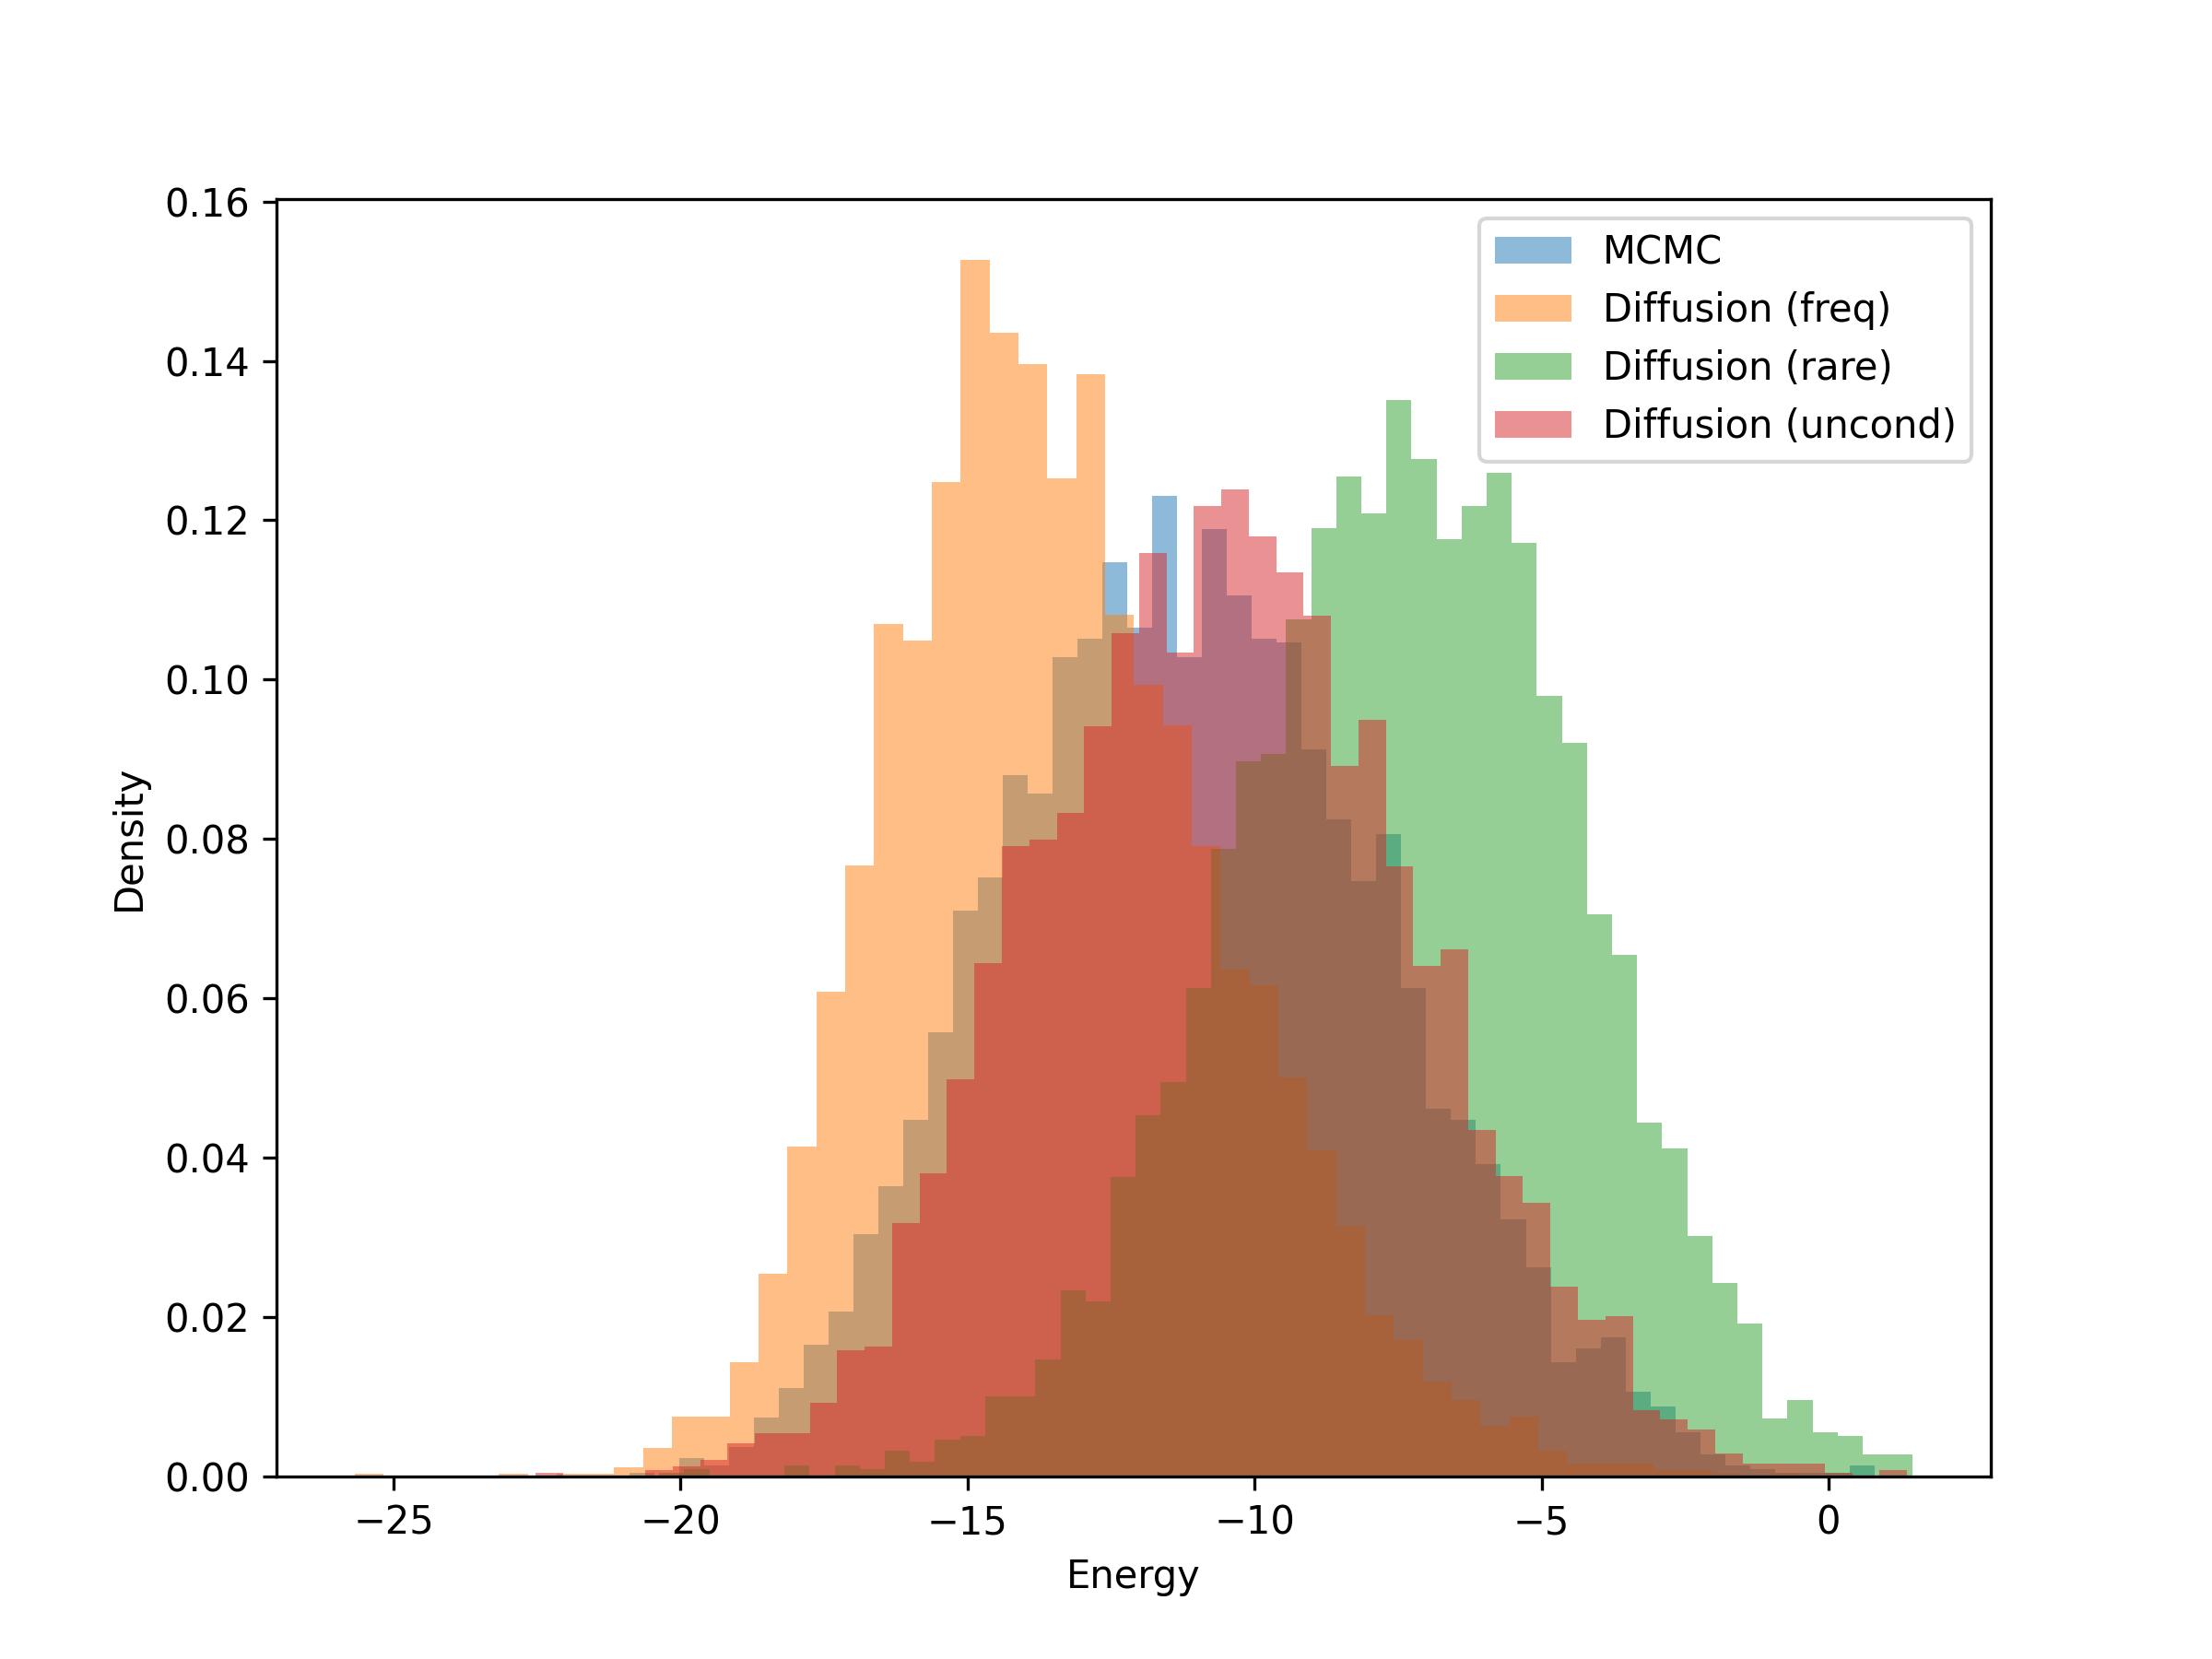 MCMC
Diffusion (freq)
Diffusion (rare)
Diffusion (uncond)
0.16
0.14
0.12
0.10
0.08
0.06
0.04
0.02
0.00
Density
−25 −20 −15 −10 −5 0
Energy